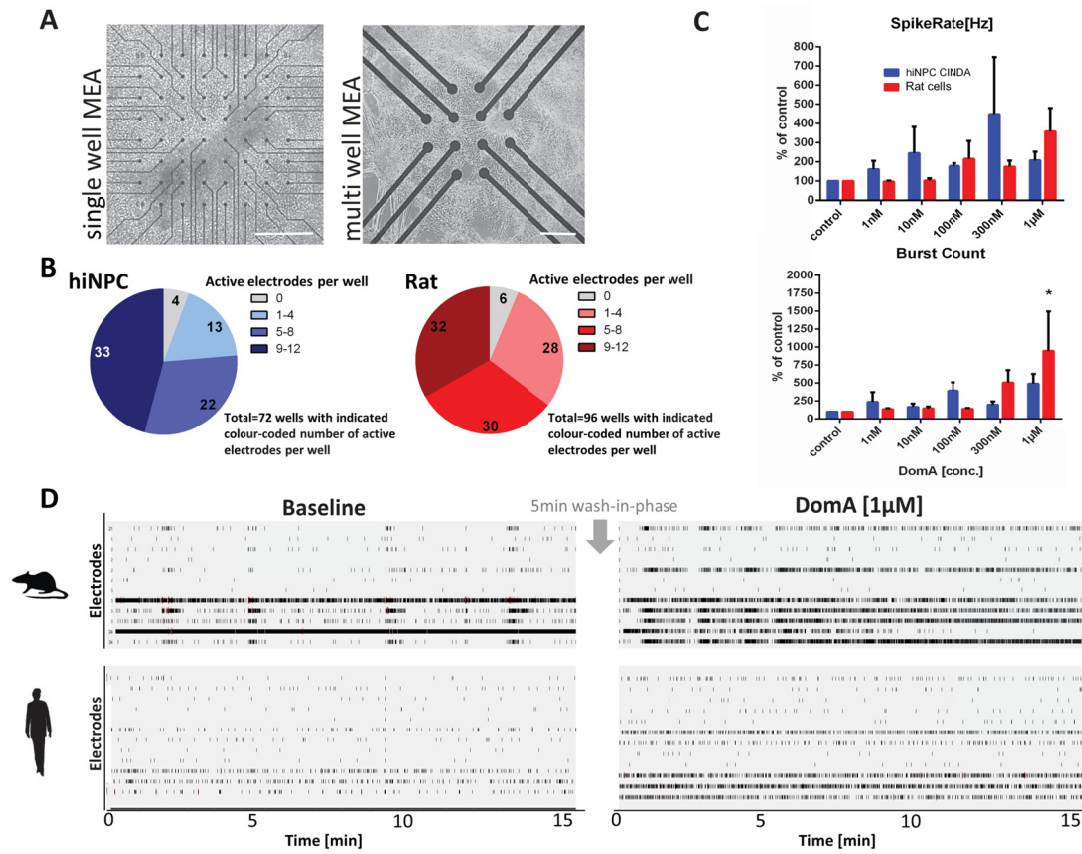 A
single well MEA
multi well MEA
B
hiNPC
Active electrodes per well
0
1-4
5-8
9-12
4
13
22
33
Total=72 wells with indicated
colour-coded number of active
electrodes per well
Rat
Active electrodes per well
0
1-4
5-8
9-12
6
28
30
32
Total=96 wells with indicated
colour-coded number of active
electrodes per well
C
SpikeRate[Hz]
% of control
800
700
600
500
400
300
200
100
0
hiNPC CINDA
Rat cells
control
1nM
10nM
100nM
300nM
1µM
Burst Count
% of control
2000
1750
1500
1250
1000
750
500
250
0
*
control
1nM
10nM
100nM
300nM
1µM
DomA [conc.]
D
Baseline
5min wash-in-phase
DomA [1µM]
Electrodes
Electrodes
0
5
10
15
Time [min]
0
5
10
15
Time [min]